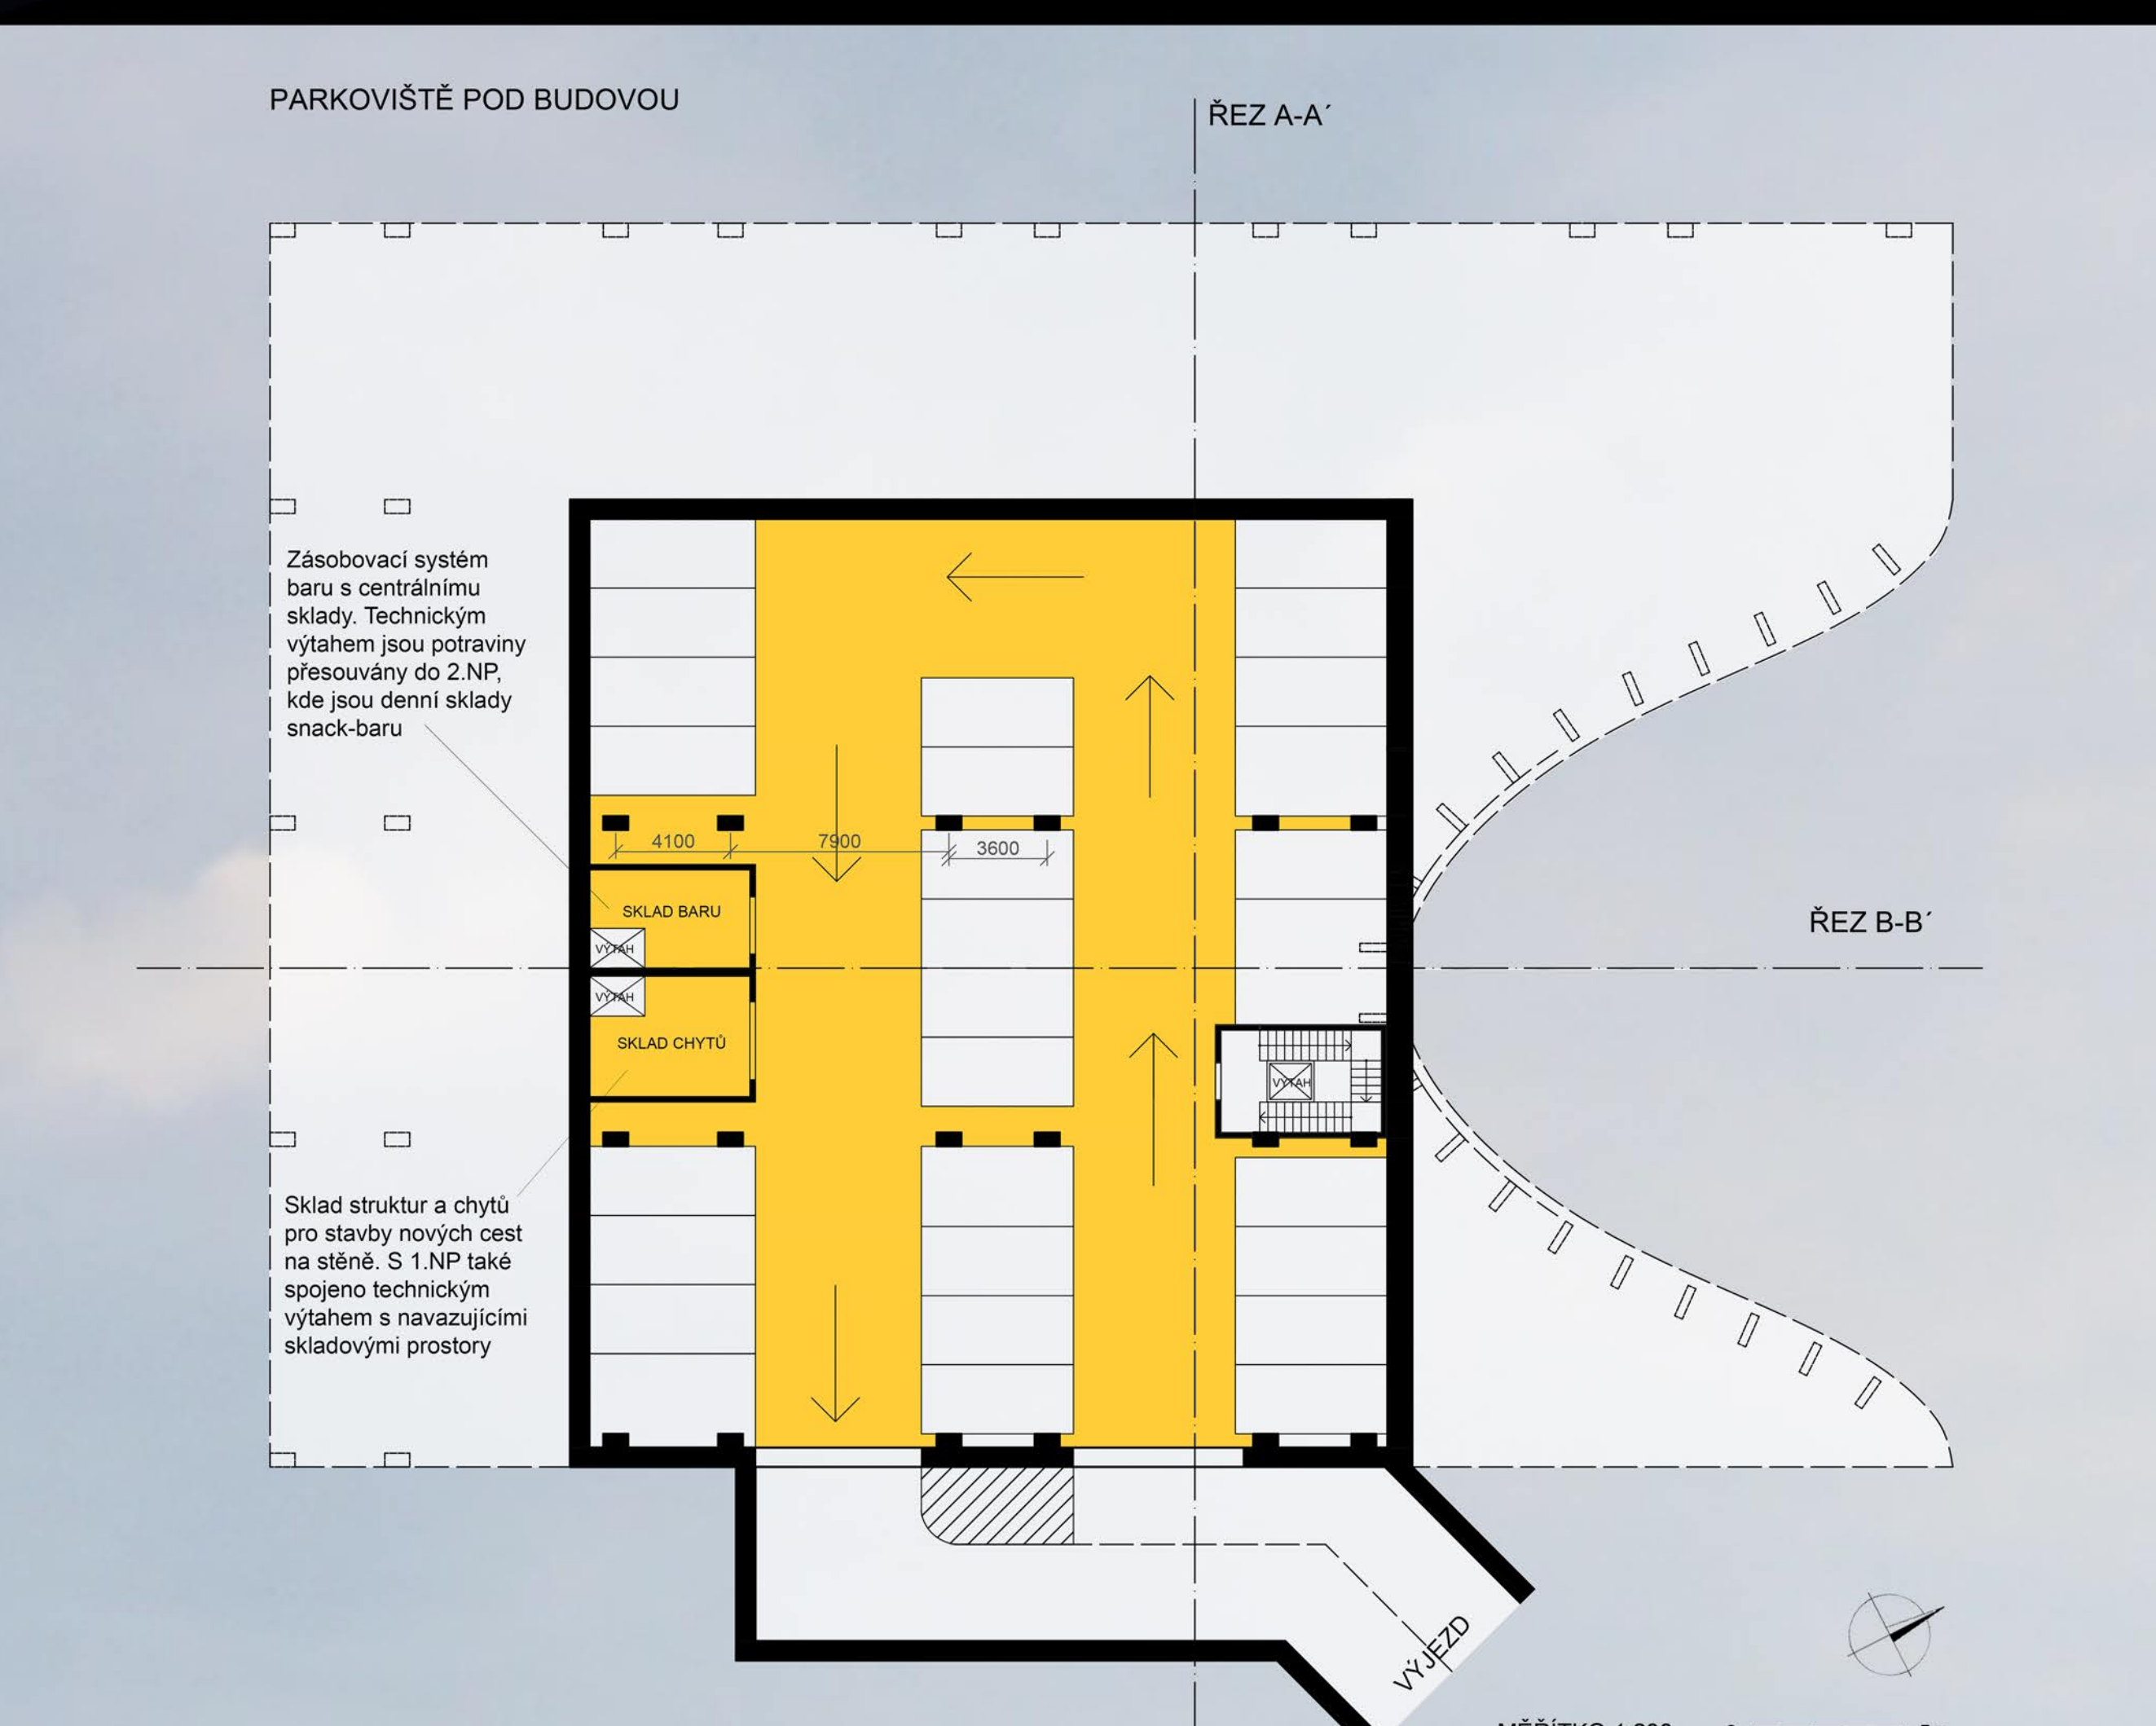 PARKOVIŠTĚ POD BUDOVOU
ŘEZ A-A´
Zásobovací systém
baru s centrálnímu
sklady. Technickým
výtahem jsou potraviny
přesouvány do 2.NP,
kde jsou denní sklady
snack-baru
4100
7900
3600
SKLAD BARU
VÝTAH
ŘEZ B-B´
VÝTAH
SKLAD CHYTŮ
VÝTAH
Sklad struktur a chytů
pro stavby nových cest
na stěně. S 1.NP také
spojeno technickým
výtahem s navazujícími
skladovými prostory
VÝJEZD